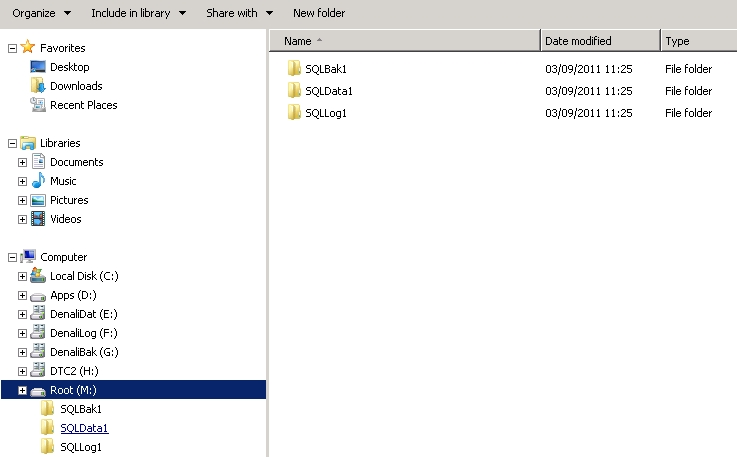 Organize Include in library Share with New folder
Favorites
Desktop
Downloads
Recent Places
Libraries
Documents
Music
Pictures
Videos
Computer
Local Disk (C:)
Apps (D:)
DenaliDat (E:)
DenaliLog (F:)
DenaliBak (G:)
DTC2 (H:)
Root (M:)
SQLBak1
SQLData1
SQLLog1
Name Date modified Type
SQLBak1 03/09/2011 11:25 File folder
SQLData1 03/09/2011 11:25 File folder
SQLLog1 03/09/2011 11:25 File folder